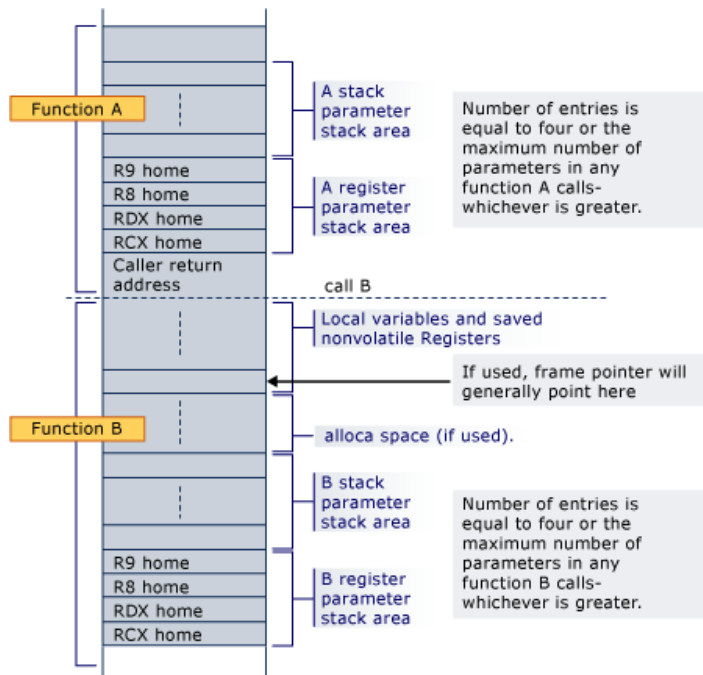 Function A
A stack
parameter
stack area
Number of entries is
equal to four or the
maximum number of
parameters in any
function A calls-
whichever is greater.
R9 home
R8 home
RDX home
RCX home
A register
parameter
stack area
Caller return
address
call B
Local variables and saved
nonvolatile Registers
If used, frame pointer will
generally point here
Function B
alloca space (if used).
B stack
parameter
stack area
Number of entries is
equal to four or the
maximum number of
parameters in any
function B calls-
whichever is greater.
R9 home
R8 home
RDX home
RCX home
B register
parameter
stack area